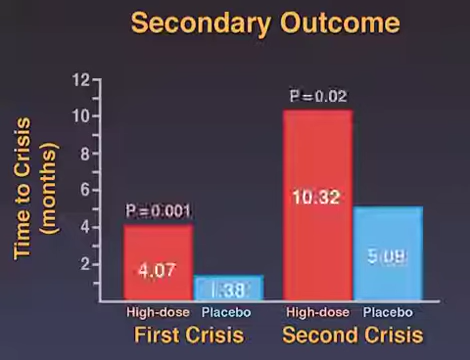 Secondary Outcome
Time to Crisis
(months)
12
10
8
6
4
2
P=0.001
4.07
1.38
P=0.02
10.32
5.09
High-dose Placebo High-dose Placebo
First Crisis Second Crisis